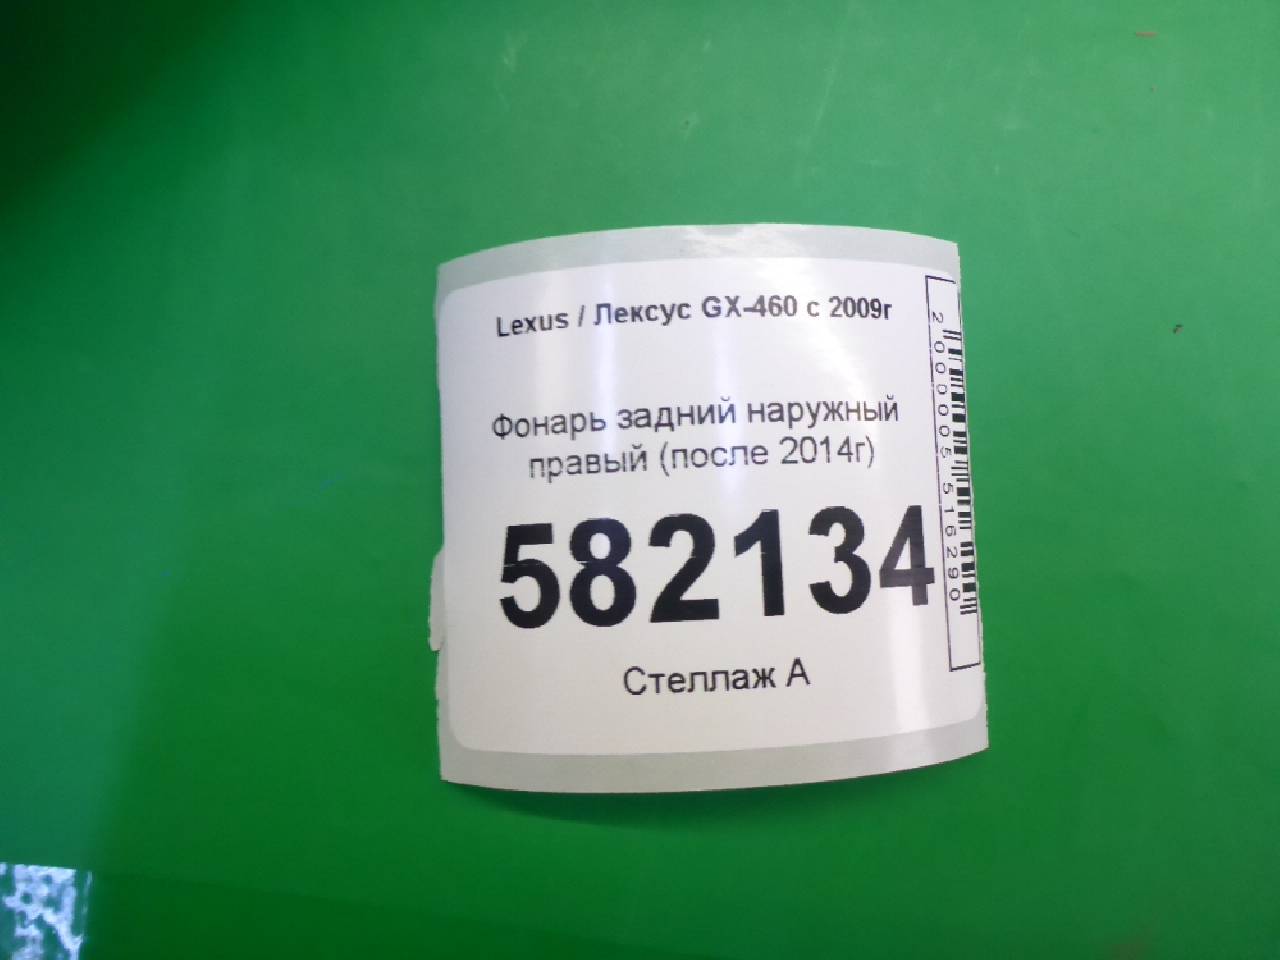 Lexus / Лексус GX-460 с 2009г
Фонарь задний наружный
правый (после 2014г)
582134
Стеллаж А
2000005516290